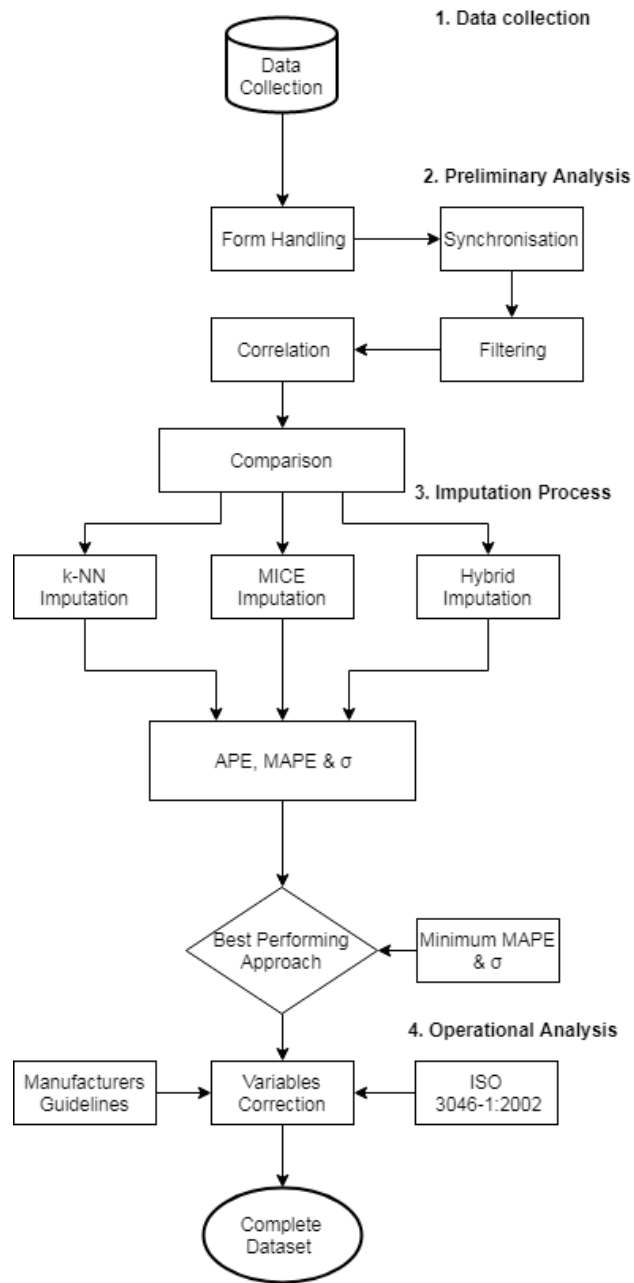 1. Data collection
Data
Collection
2. Preliminary Analysis
Form Handling
Synchronisation
Correlation
Filtering
Comparison
3. Imputation Process
k-NN
Imputation
MICE
Imputation
Hybrid
Imputation
APE, MAPE & σ
Best Performing
Approach
Minimum MAPE
& σ
4. Operational Analysis
Manufacturers
Guidelines
Variables
Correction
ISO
3046-1:2002
Complete
Dataset